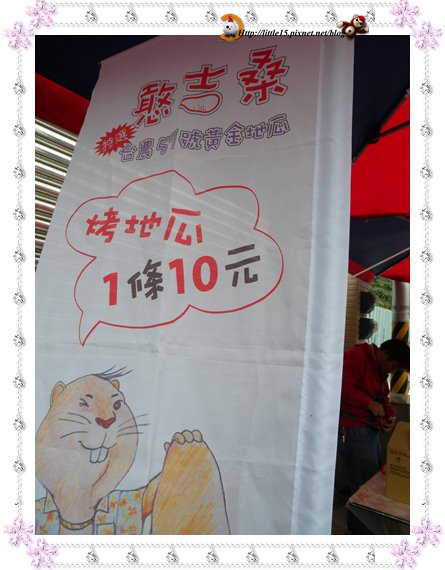 Http://little15.pixnet.net/blog
憨吉桑
特選
台農57號黃金地瓜
烤地瓜
1條10元